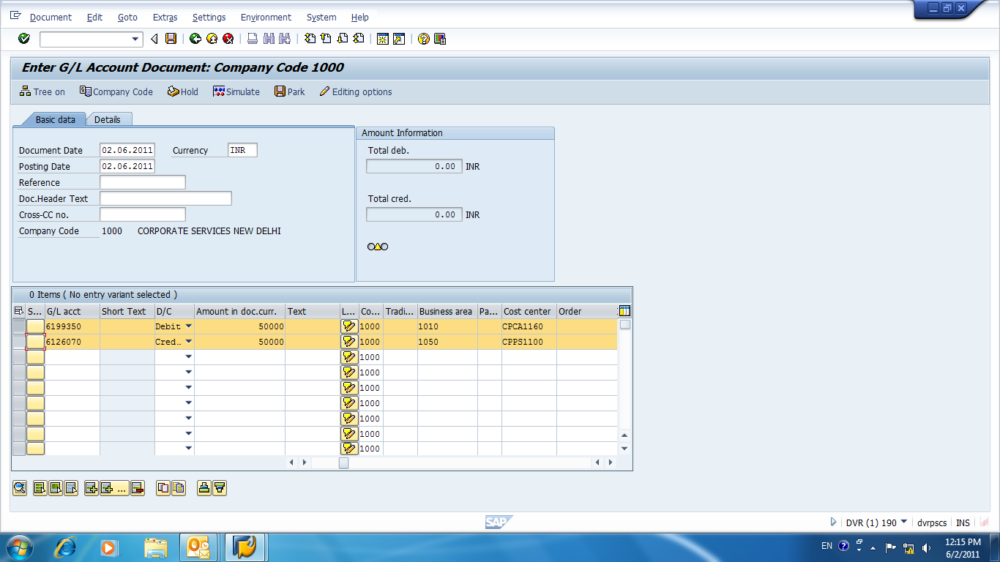 Document Edit Goto Extras Settings Environment System Help
Enter G/L Account Document: Company Code 1000
Tree on Company Code Hold Simulate Park Editing options
Basic data Details
Amount Information
Document Date 02.06.2011 Currency INR
Total deb.
Posting Date 02.06.2011
0.00 INR
Reference
Doc.Header Text
Total cred.
Cross-CC no.
0.00 INR
Company Code 1000 CORPORATE SERVICES NEW DELHI
0 Items ( No entry variant selected )
S... G/L acct Short Text D/C Amount in doc.curr. Text L... Co... Tradi... Business area Pa... Cost center Order
6199350 Debit 50000 1000 1010 CPCA1160
6126070 Cred... 50000 1000 1050 CPPS1100
1000
1000
1000
1000
1000
1000
1000
...
SAP
DVR (1) 190 dvrpscs INS
EN 12:15 PM
6/2/2011